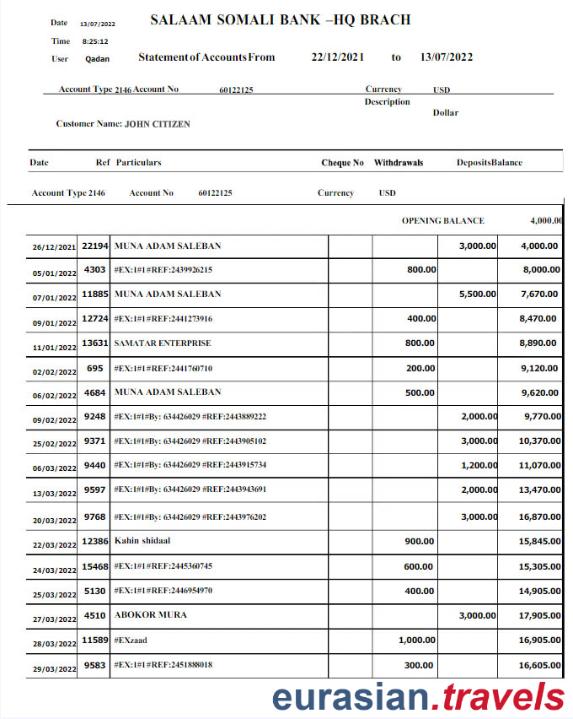 SALAAM SOMALI BANK –HQ BRACH
Date 13/07/2022
Time 8:25:12
User Qadan
Statement of Accounts From 22/12/2021 to 13/07/2022
Account Type 2146 Account No 60122125 Currency USD
Description
Dollar
Customer Name: JOHN CITIZEN
Date Ref Particulars Cheque No Withdrawals DepositsBalance
Account Type 2146 Account No 60122125 Currency USD
OPENING BALANCE 4,000.00
26/12/2021 22194 MUNA ADAM SALEBAN 3,000.00 4,000.00
05/01/2022 4303 #EX:1#1#REF:2439926215 800.00 8,000.00
07/01/2022 11885 MUNA ADAM SALEBAN 5,500.00 7,670.00
09/01/2022 12724 #EX:1#1#REF:2441273916 400.00 8,470.00
11/01/2022 13631 SAMATAR ENTERPRISE 800.00 8,890.00
02/02/2022 695 #EX:1#1#REF:2441760710 200.00 9,120.00
06/02/2022 4684 MUNA ADAM SALEBAN 500.00 9,620.00
09/02/2022 9248 #EX:1#1#By: 634426029 #REF:2443889222 2,000.00 9,770.00
25/02/2022 9371 #EX:1#1#By: 634426029 #REF:2443905102 3,000.00 10,370.00
06/03/2022 9440 #EX:1#1#By: 634426029 #REF:2443915734 1,200.00 11,070.00
13/03/2022 9597 #EX:1#1#By: 634426029 #REF:2443943691 2,000.00 13,470.00
20/03/2022 9768 #EX:1#1#By: 634426029 #REF:2443976202 3,000.00 16,870.00
22/03/2022 12386 Kahin shidaal 900.00 15,845.00
24/03/2022 15468 #EX:1#1#REF:2445360745 600.00 15,305.00
25/03/2022 5130 #EX:1#1#REF:2446954970 400.00 14,905.00
27/03/2022 4510 ABOKOR MURA 3,000.00 17,905.00
28/03/2022 11589 #EXzaad 1,000.00 16,905.00
29/03/2022 9583 #EX:1#1#REF:2451888018 300.00 16,605.00
eurasian.travels